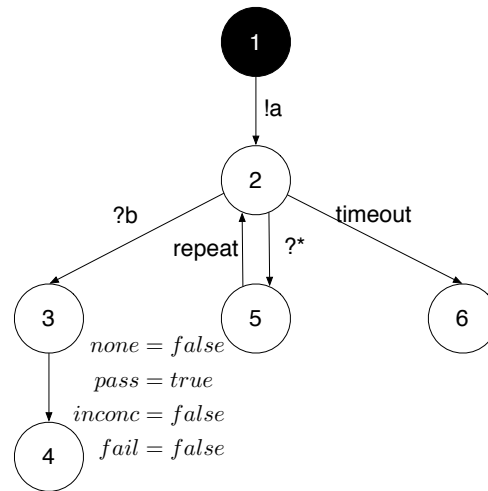 1
!a
2
?b
timeout
repeat
?*
3
5
6
none = false
pass = true
inconc = false
fail = false
4